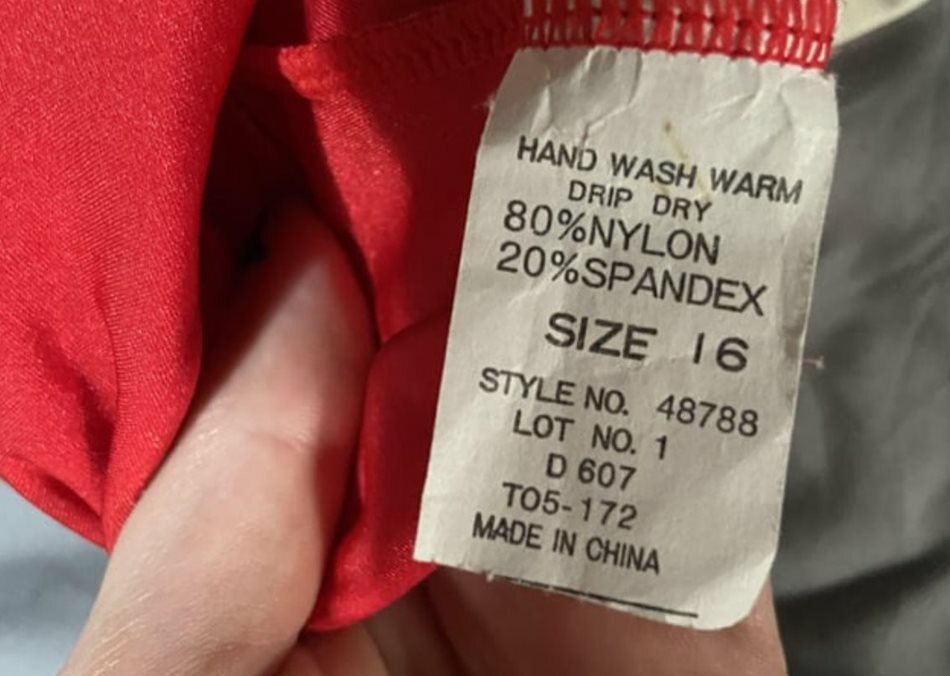 HAND WASH WARM
DRIP DRY
80%NYLON
20%SPANDEX
SIZE 16
STYLE NO. 48788
LOT NO. 1
D 607
TO5-172
MADE IN CHINA